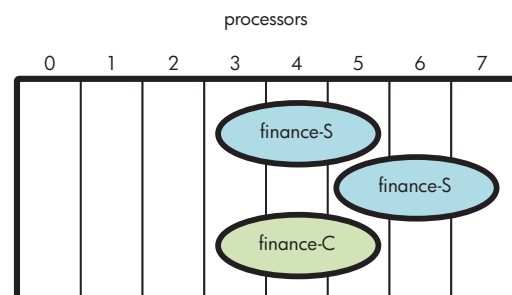 processors
0 1 2 3 4 5 6 7
finance-S
finance-S
finance-C